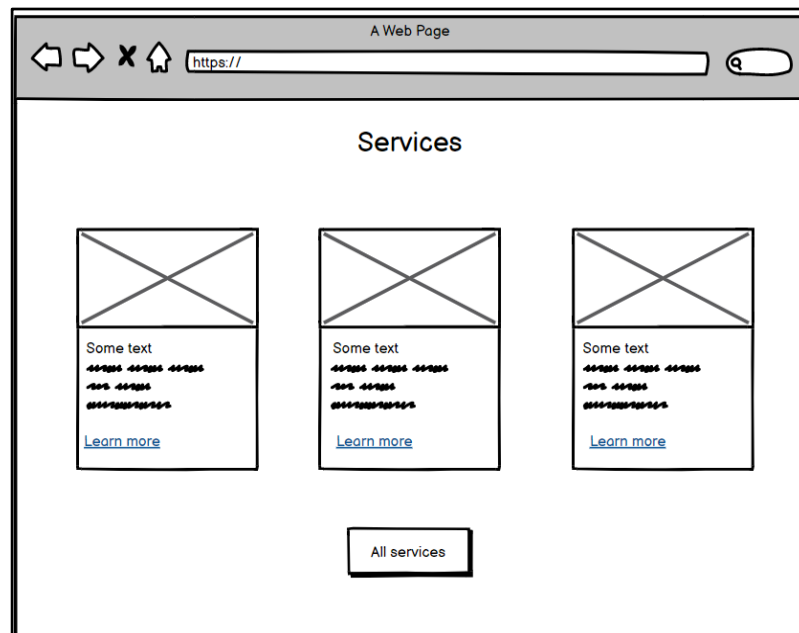 A Web Page
https://
Services
Some text
Learn more
Some text
Learn more
Some text
Learn more
All services